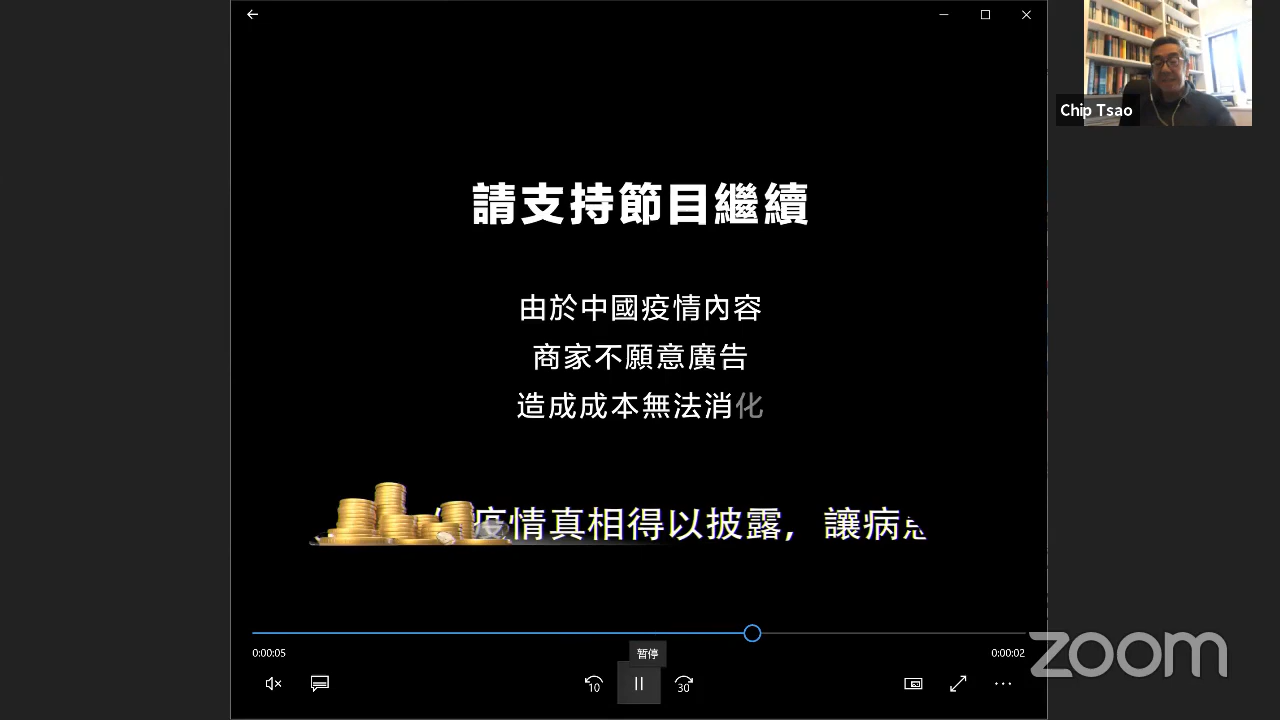 Chip Tsao
請支持節目繼續
由於中國疫情內容
商家不願意廣告
造成成本無法消化
疫情真相得以披露，讓病
0:00:05
暫停
0:00:02
10
30
zoom